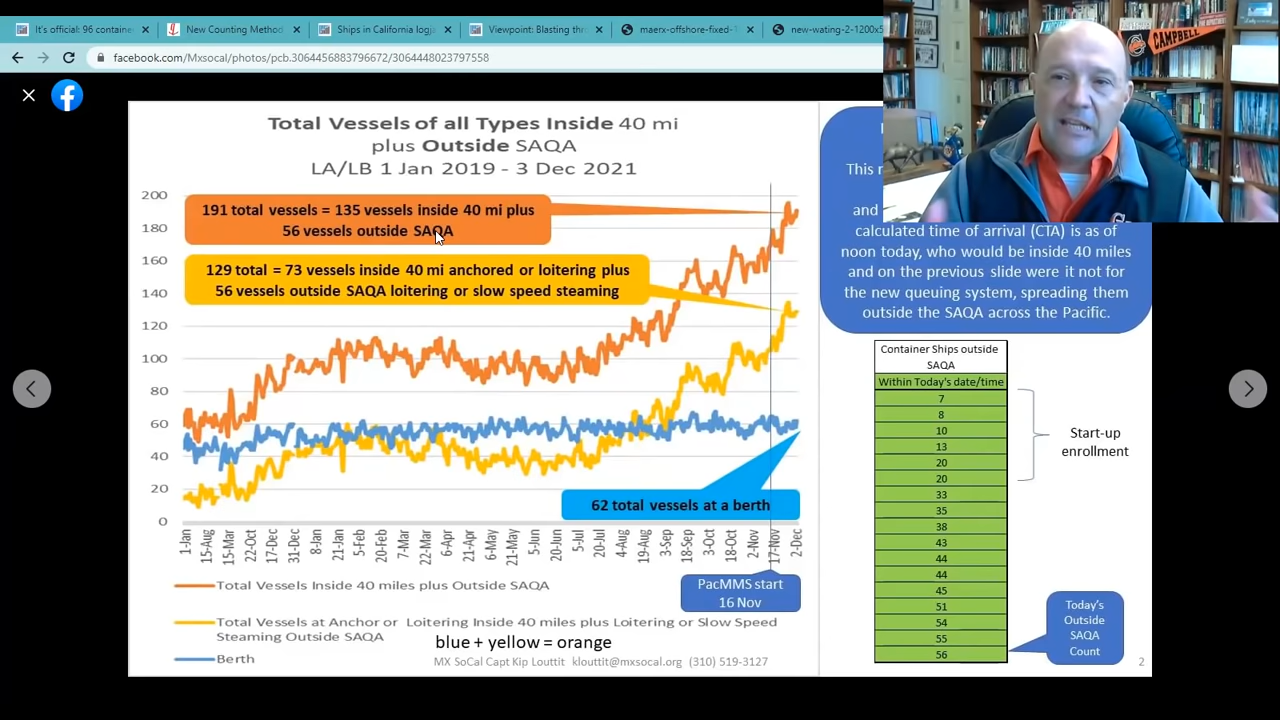 It's official: 96 containe
New Counting Method
Ships in California logja
Viewpoint: Blasting thr
maerx-offshore-fixed-1
new-wating-2-1200x5
facebook.com/Mxsocal/photos/pcb.3064456883796672/3064448023797558
CAMPBELL
Total Vessels of all Types Inside 40 mi
plus Outside SAQA
LA/LB 1 Jan 2019 - 3 Dec 2021
200
180
160
140
120
100
80
60
40
20
0
191 total vessels = 135 vessels inside 40 mi plus
56 vessels outside SAQA
129 total = 73 vessels inside 40 mi anchored or loitering plus
56 vessels outside SAQA loitering or slow speed steaming
62 total vessels at a berth
1-Jan
15-Aug
15-Mar
22-Oct
17-Dec
31-Dec
8-Jan
21-Jan
5-Feb
20-Feb
7-Mar
22-Mar
6-Apr
21-Apr
6-May
21-May
5-Jun
20-Jun
5-Jul
20-Jul
4-Aug
19-Aug
3-Sep
18-Sep
3-Oct
18-Oct
2-Nov
17-Nov
2-Dec
PacMMS start
16 Nov
Total Vessels Inside 40 miles plus Outside SAQA
Total Vessels at Anchor or Loitering Inside 40 miles plus Loitering or Slow Speed
Steaming Outside SAQA
Berth
blue + yellow = orange
MX SoCal Capt Kip Louttit klouttit@mxsocal.org (310) 519-3127
This
and
calculated time of arrival (CTA) is as of
noon today, who would be inside 40 miles
and on the previous slide were it not for
the new queuing system, spreading them
outside the SAQA across the Pacific.
Container Ships outside
SAQA
Within Today's date/time
7
8
10
13
20
20
33
35
38
43
44
44
45
51
54
55
56
Start-up
enrollment
Today's
Outside
SAQA
Count
2